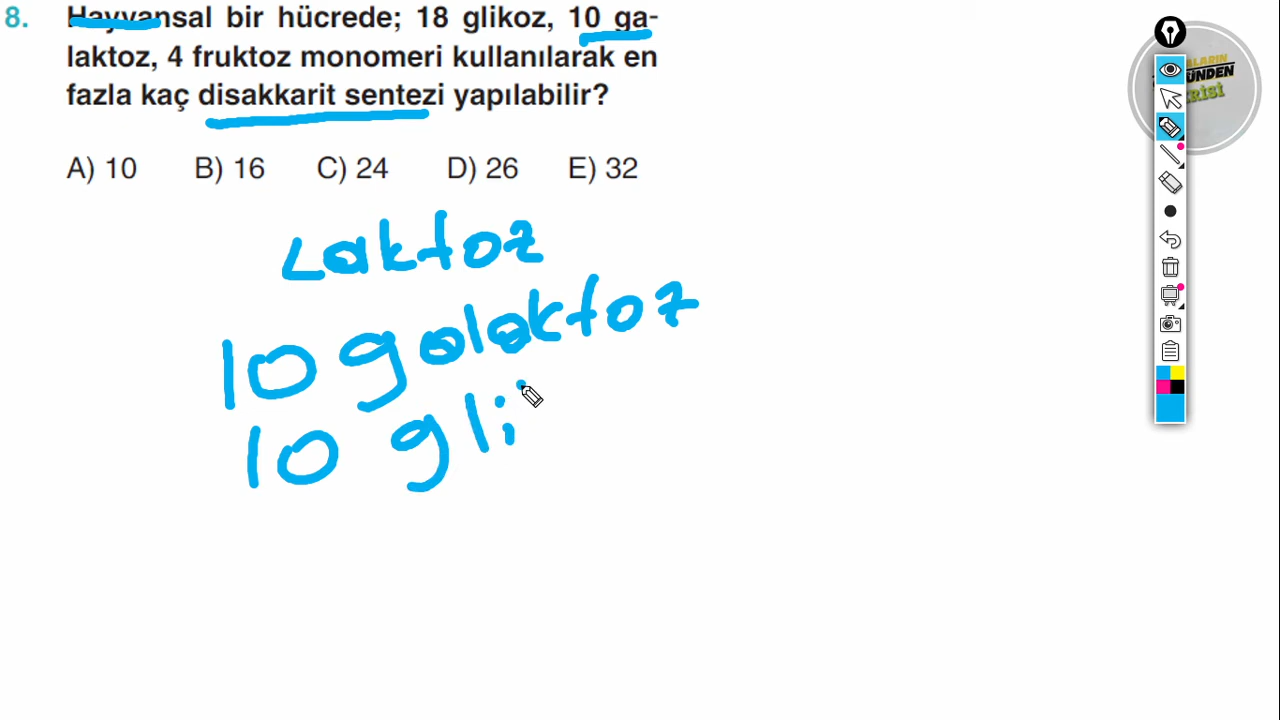 8. Hayvansal bir hücrede; 18 glikoz, 10 ga-
laktoz, 4 fruktoz monomeri kullanılarak en
fazla kaç disakkarit sentezi yapılabilir?
A) 10 B) 16 C) 24 D) 26 E) 32
Laktoz
10 galaktoz
10 gli